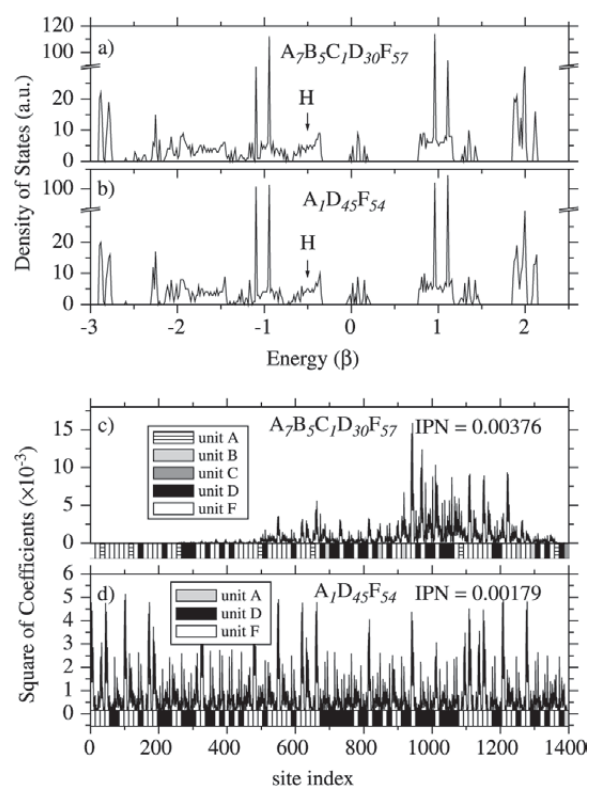 120
100
20
10
0
a)
A7B5C1D30F57
H
Density of States (a.u.)
100
20
10
0
b)
A1D45F54
H
-3 -2 -1 0 1 2
Energy (β)
15
10
5
0
c)
A7B5C1D30F57 IPN = 0.00376
unit A
unit B
unit C
unit D
unit F
Square of Coefficients (×10-3)
6
5
4
3
2
1
0
d)
A1D45F54 IPN = 0.00179
unit A
unit D
unit F
0 200 400 600 800 1000 1200 1400
site index